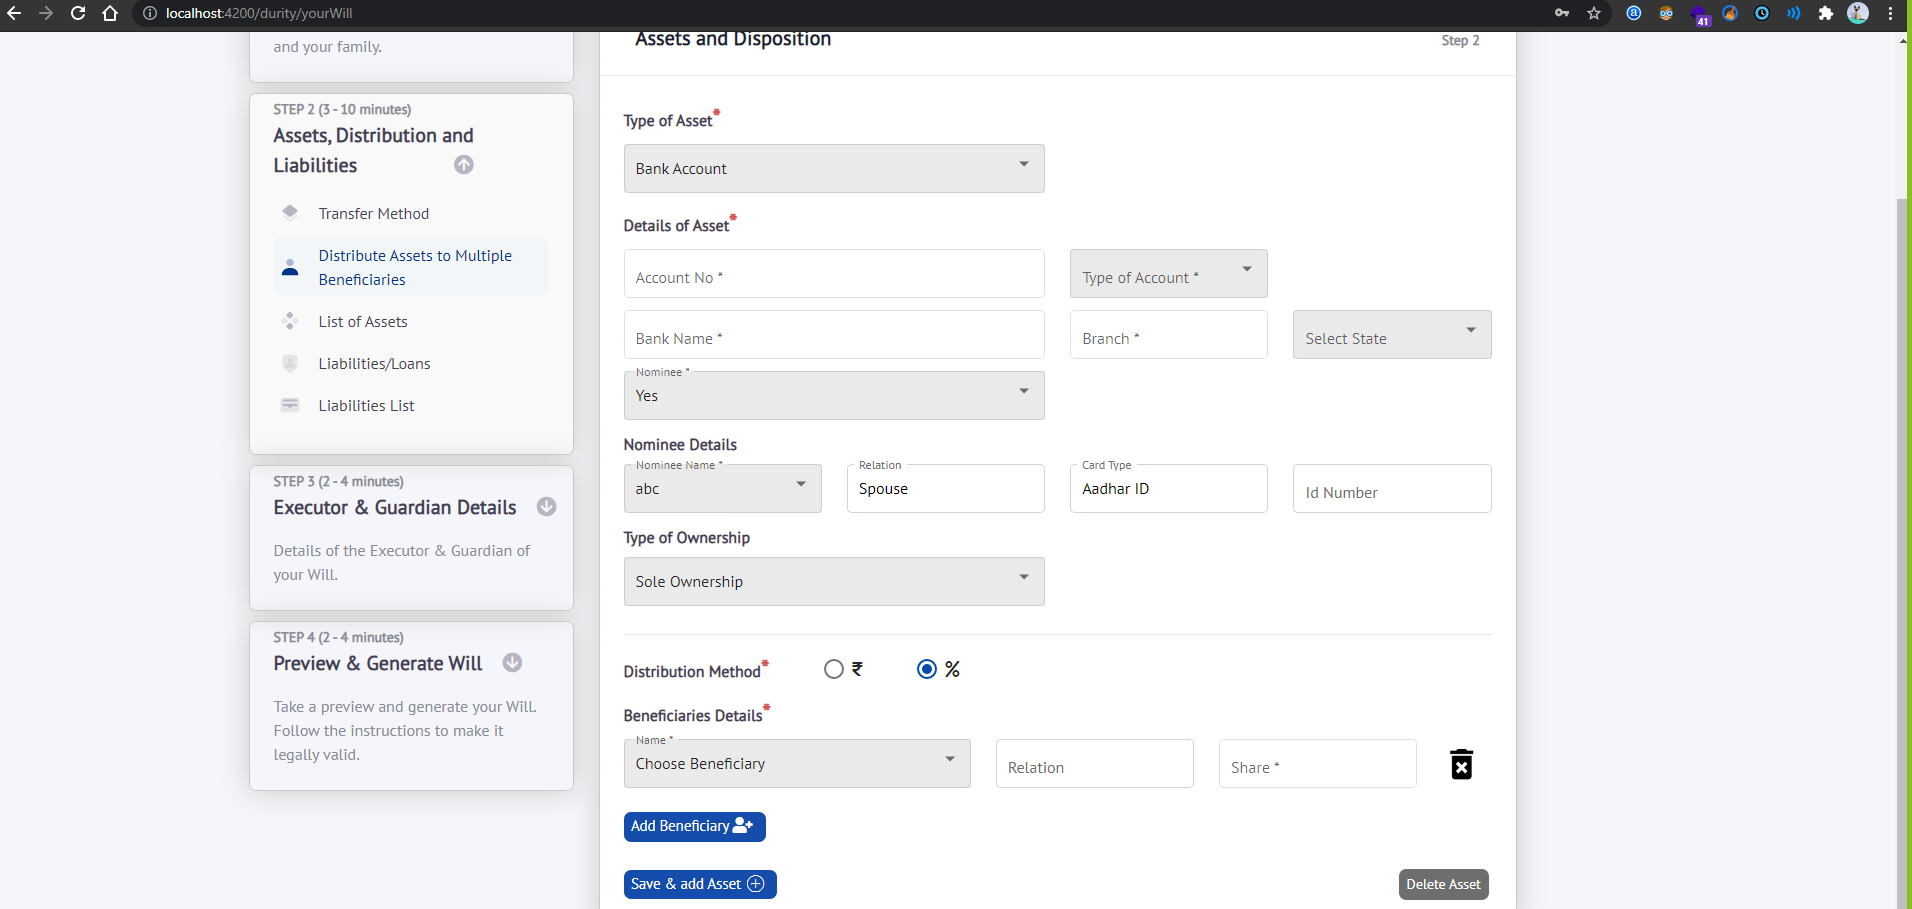 localhost:4200/durity/yourWill
41
and your family.
STEP 2 (3 - 10 minutes)
Assets, Distribution and
Liabilities
Transfer Method
Distribute Assets to Multiple
Beneficiaries
List of Assets
Liabilities/Loans
Liabilities List
STEP 3 (2 - 4 minutes)
Executor & Guardian Details
Details of the Executor & Guardian of
your Will.
STEP 4 (2 - 4 minutes)
Preview & Generate Will
Take a preview and generate your Will.
Follow the instructions to make it
legally valid.
Assets and Disposition
Step 2
Type of Asset*
Bank Account
Details of Asset*
Account No *
Type of Account *
Bank Name *
Branch *
Select State
Nominee *
Yes
Nominee Details
Nominee Name *
abc
Relation
Spouse
Card Type
Aadhar ID
Id Number
Type of Ownership
Sole Ownership
Distribution Method*
₹
%
Beneficiaries Details*
Name *
Choose Beneficiary
Relation
Share *
Add Beneficiary
Save & add Asset
Delete Asset